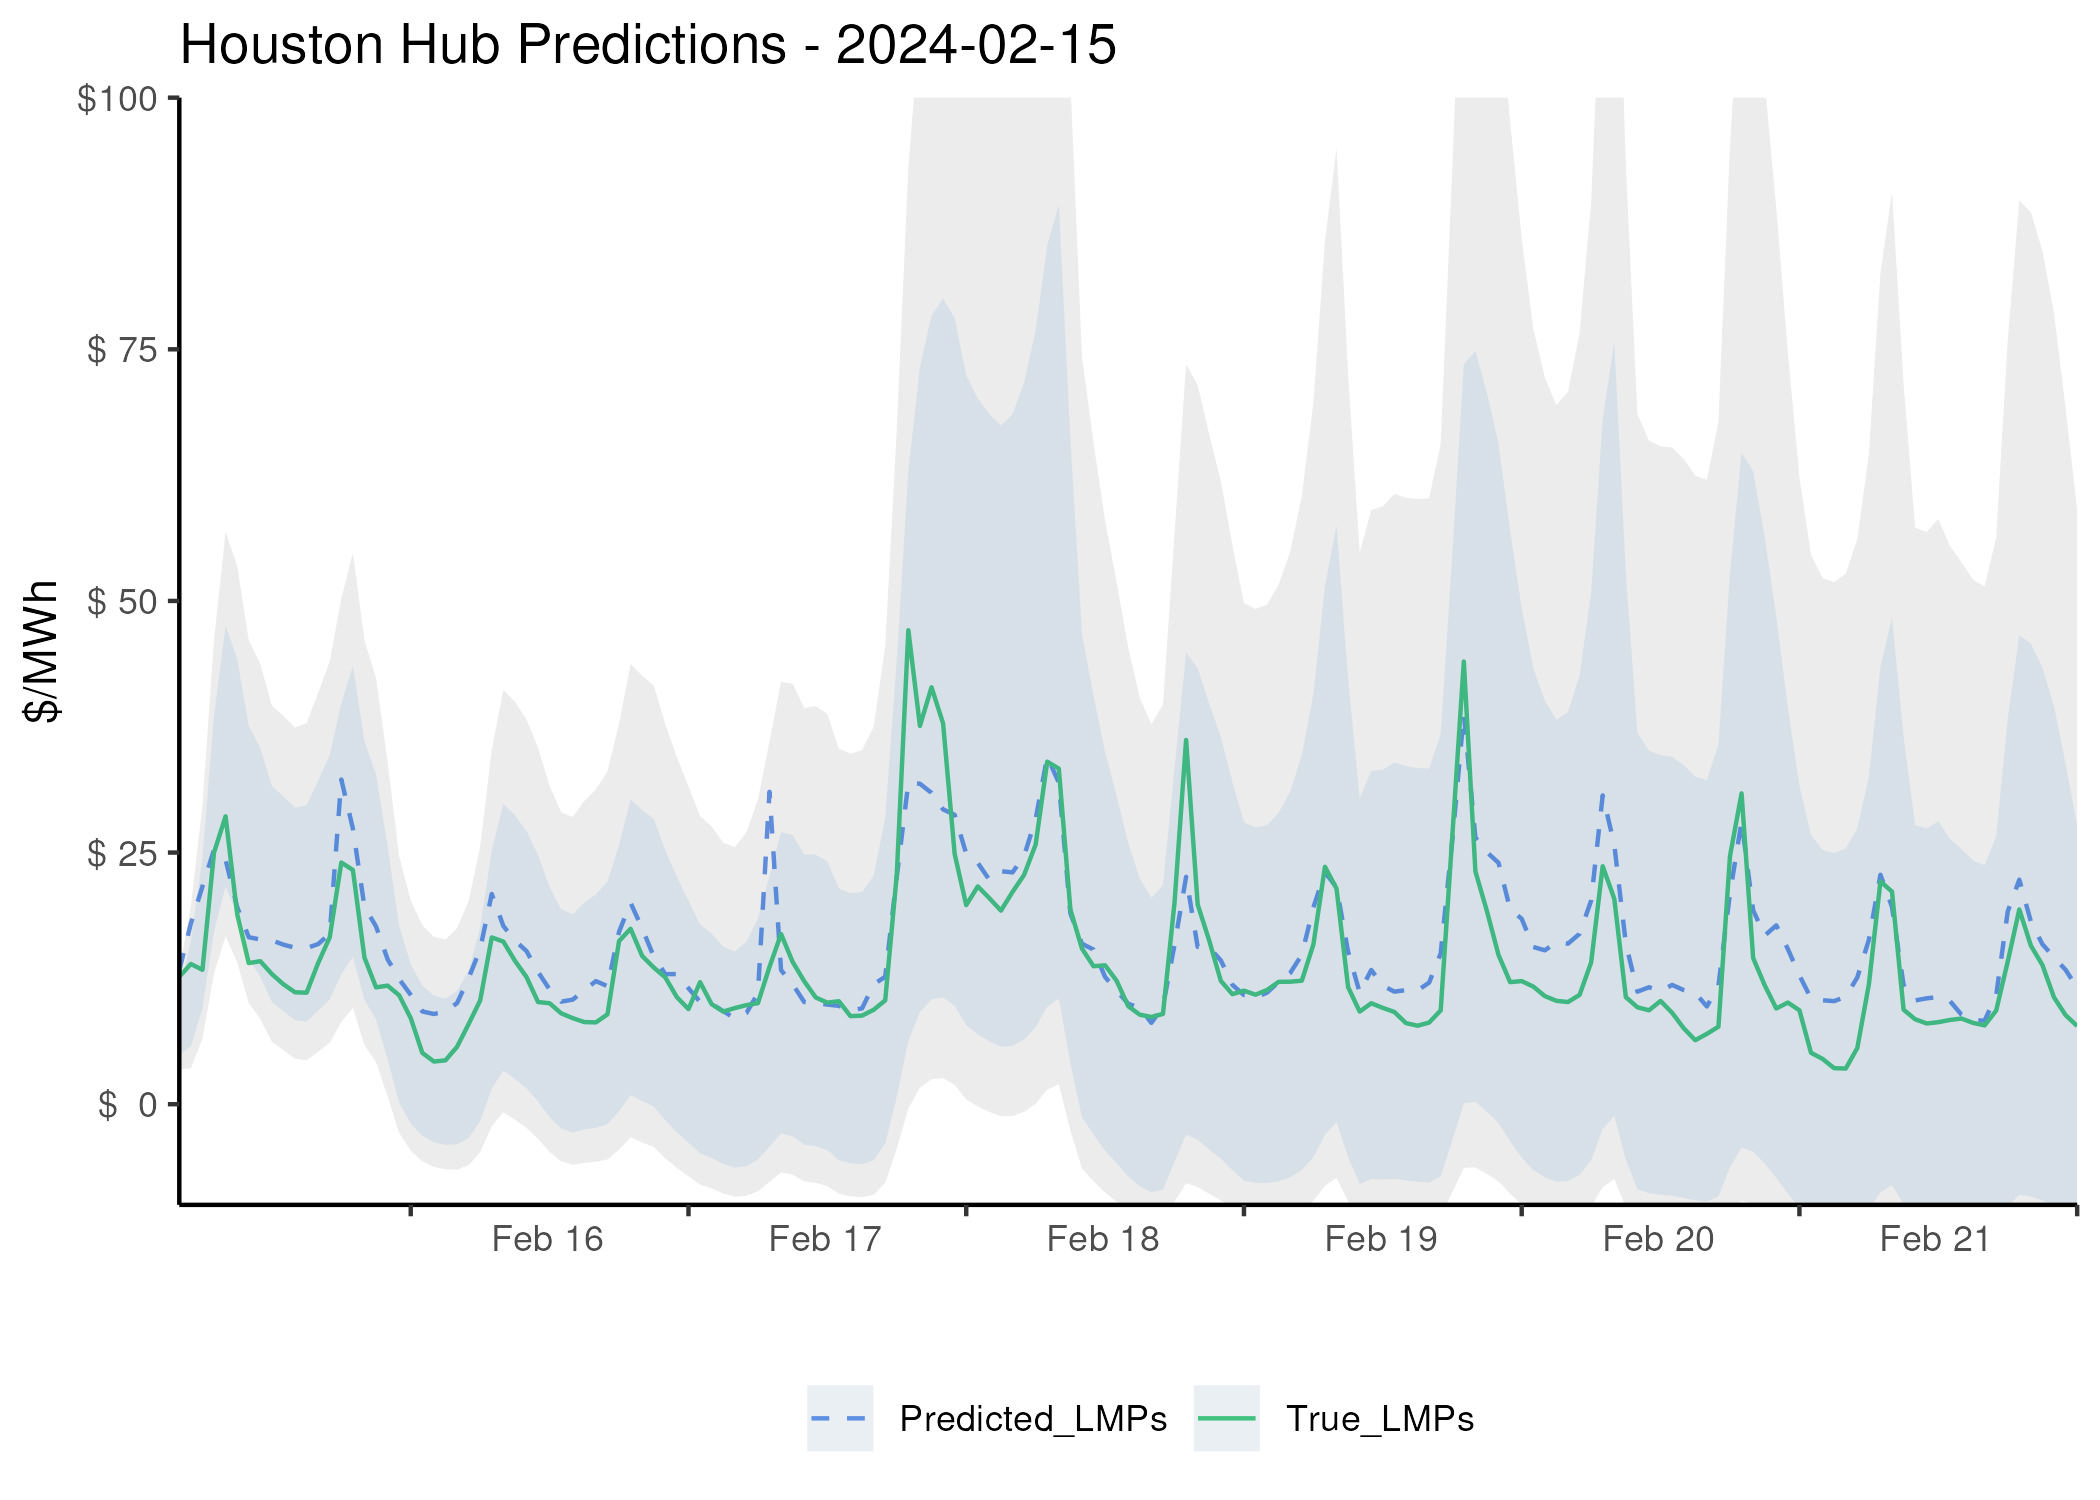 Houston Hub Predictions - 2024-02-15
$100
$ 75
$ 50
$ 25
$ 0
$/MWh
Feb 16 Feb 17 Feb 18 Feb 19 Feb 20 Feb 21
Predicted_LMPs True_LMPs